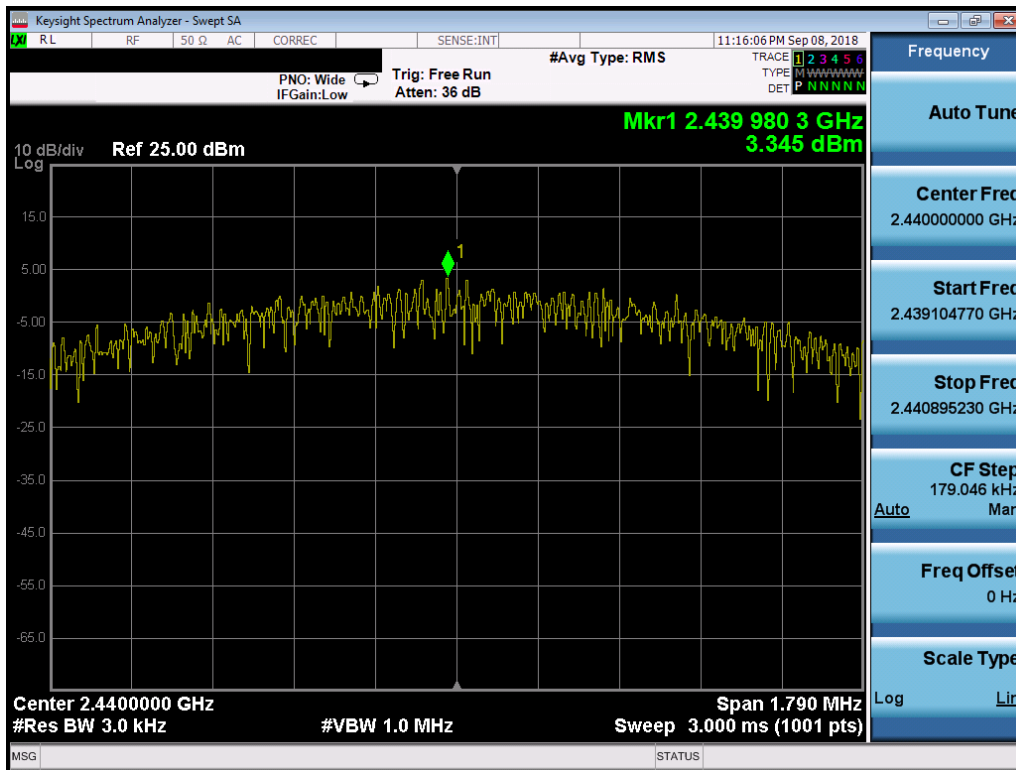 Keysight Spectrum Analyzer - Swept SA
LXI RL RF 50 Ω AC CORREC SENSE:INT 11:16:06 PM Sep 08, 2018
#Avg Type: RMS TRACE 1 2 3 4 5 6
PNO: Wide Trig: Free Run TYPE M WWWWW
IFGain:Low Atten: 36 dB DET P N N N N N
Mkr1 2.439 980 3 GHz
3.345 dBm
10 dB/div Ref 25.00 dBm
Log
15.0
1
5.00
-5.00
-15.0
-25.0
-35.0
-45.0
-55.0
-65.0
Center 2.4400000 GHz Span 1.790 MHz
#Res BW 3.0 kHz #VBW 1.0 MHz Sweep 3.000 ms (1001 pts)
MSG STATUS
Frequency
Auto Tune
Center Freq
2.440000000 GHz
Start Freq
2.439104770 GHz
Stop Freq
2.440895230 GHz
CF Step
179.046 kHz
Auto Man
Freq Offset
0 Hz
Scale Type
Log Lin